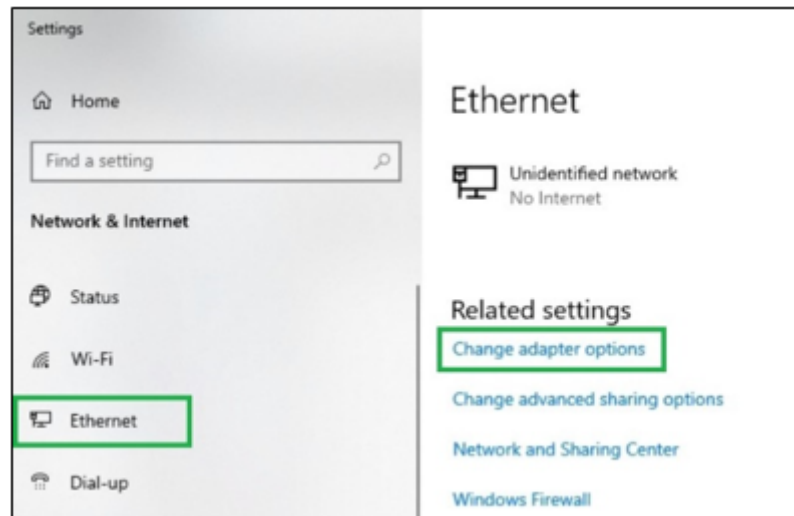 Settings
Home
Find a setting
Network & Internet
Status
Wi-Fi
Ethernet
Dial-up
Ethernet
Unidentified network
No Internet
Related settings
Change adapter options
Change advanced sharing options
Network and Sharing Center
Windows Firewall